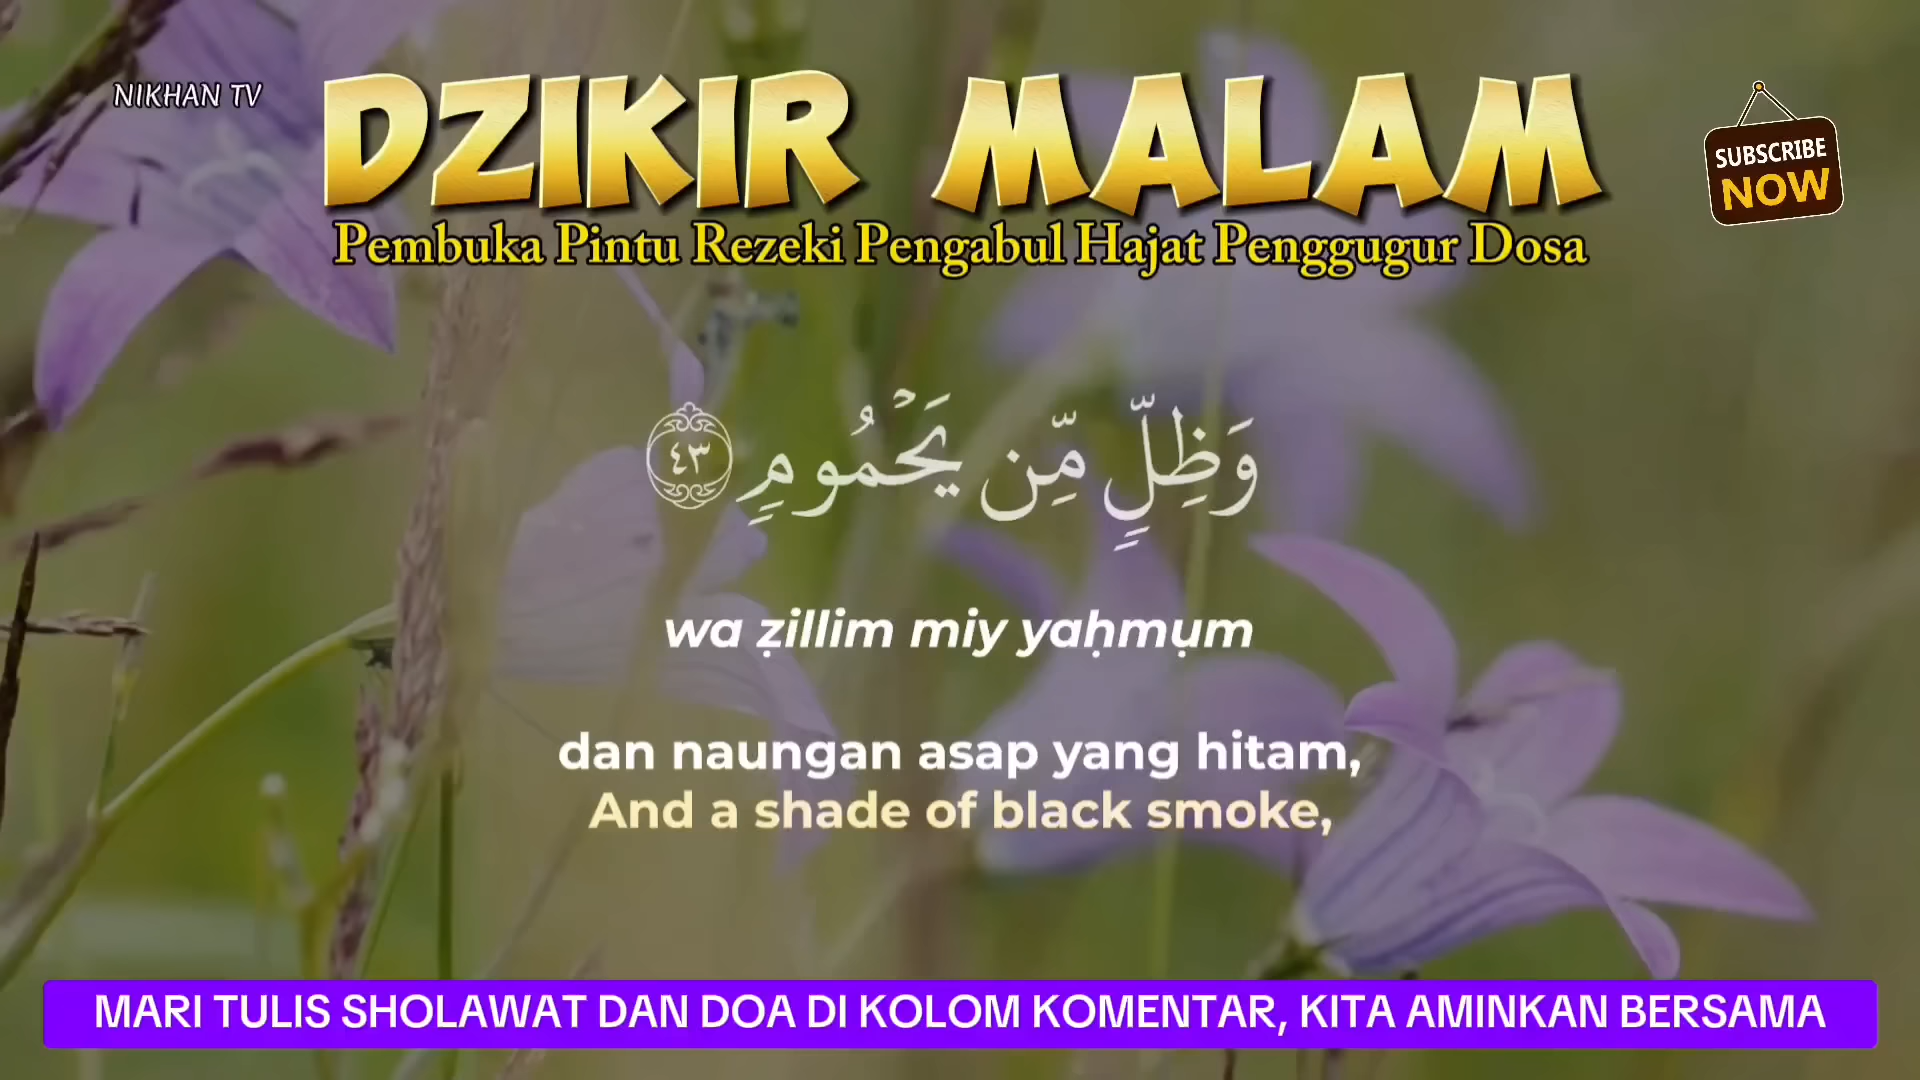 NIKHAN TV
DZIKIR MALAM
SUBSCRIBE
NOW
Pembuka Pintu Rezeki Pengabul Hajat Penggugur Dosa
وَظِلٍّ مِّن يَحْمُومٍ ٤٣
wa ẓillim miy yaḥmụm
dan naungan asap yang hitam,
And a shade of black smoke,
MARI TULIS SHOLAWAT DAN DOA DI KOLOM KOMENTAR, KITA AMINKAN BERSAMA